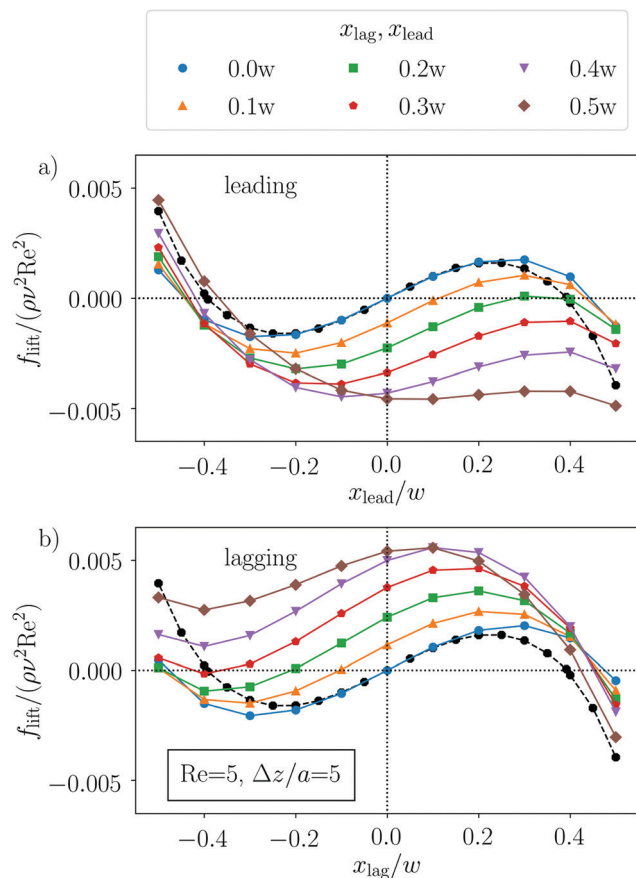 x_lag, x_lead
0.0w 0.2w 0.4w
0.1w 0.3w 0.5w
a)
leading
f_lift/(ρν²Re²)
0.005
0.000
−0.005
−0.4 −0.2 0.0 0.2 0.4
x_lead/w
b)
lagging
f_lift/(ρν²Re²)
0.005
0.000
−0.005
Re=5, Δz/a=5
−0.4 −0.2 0.0 0.2 0.4
x_lag/w